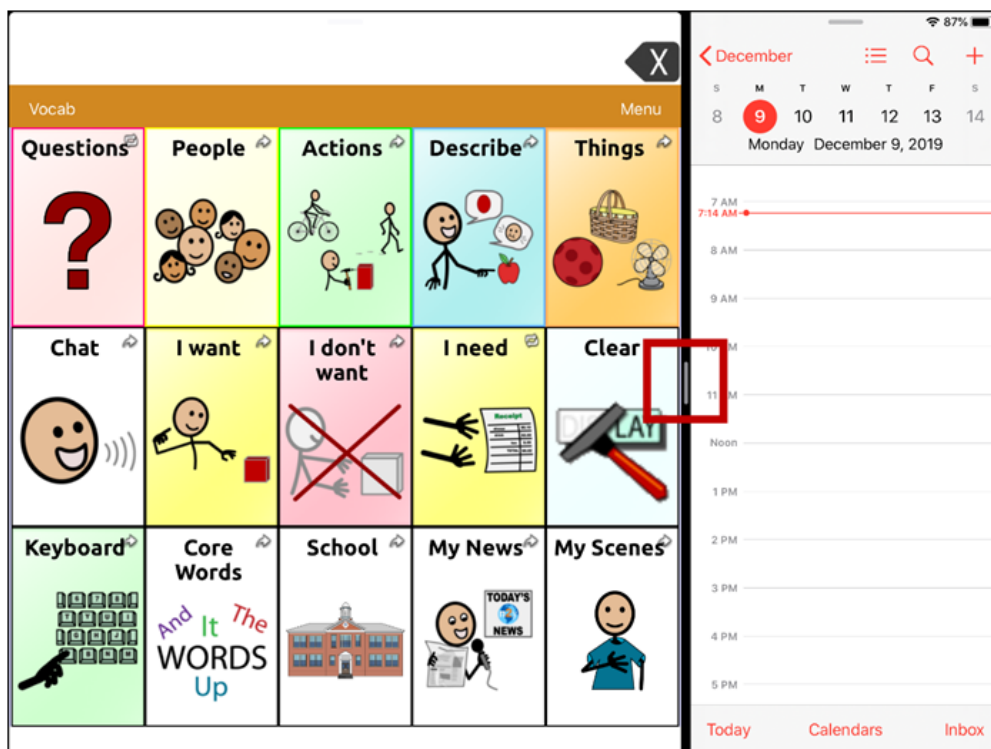 X
Vocab
Menu
Questions
People
Actions
Describe
Things
Chat
I want
I don't
want
I need
Receipt
Clear
Keyboard
Core
Words
And It The
WORDS
Up
School
My News
TODAY'S
NEWS
My Scenes
87%
December
S M T W T F S
8 9 10 11 12 13 14
Monday December 9, 2019
7 AM
7:14 AM
8 AM
9 AM
Noon
1 PM
2 PM
3 PM
4 PM
5 PM
Today
Calendars
Inbox